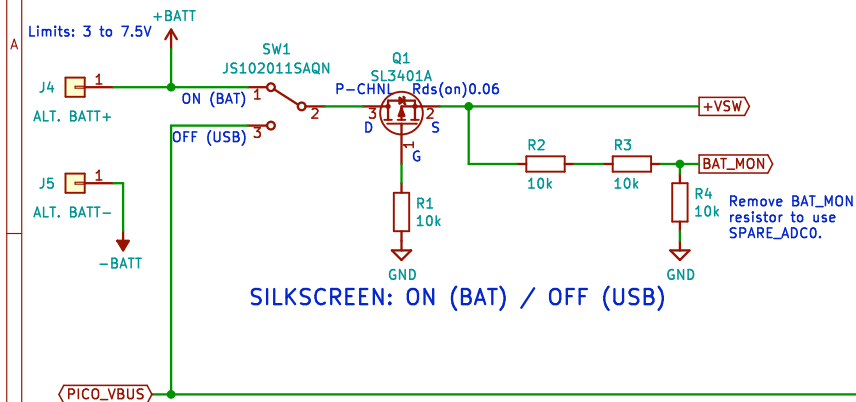 +BATT
Limits: 3 to 7.5V
A
SW1
JS102011SAQN
Q1
SL3401A
P-CHNL Rds(on)0.06
J4
1
ON (BAT)
1
2
3
D
2
S
+VSW
ALT. BATT+
OFF (USB)
3
1
G
R2
10k
R3
10k
BAT_MON
J5
1
ALT. BATT-
R1
10k
R4
10k
Remove BAT_MON
resistor to use
SPARE_ADC0.
-BATT
GND
GND
SILKSCREEN: ON (BAT) / OFF (USB)
PICO_VBUS